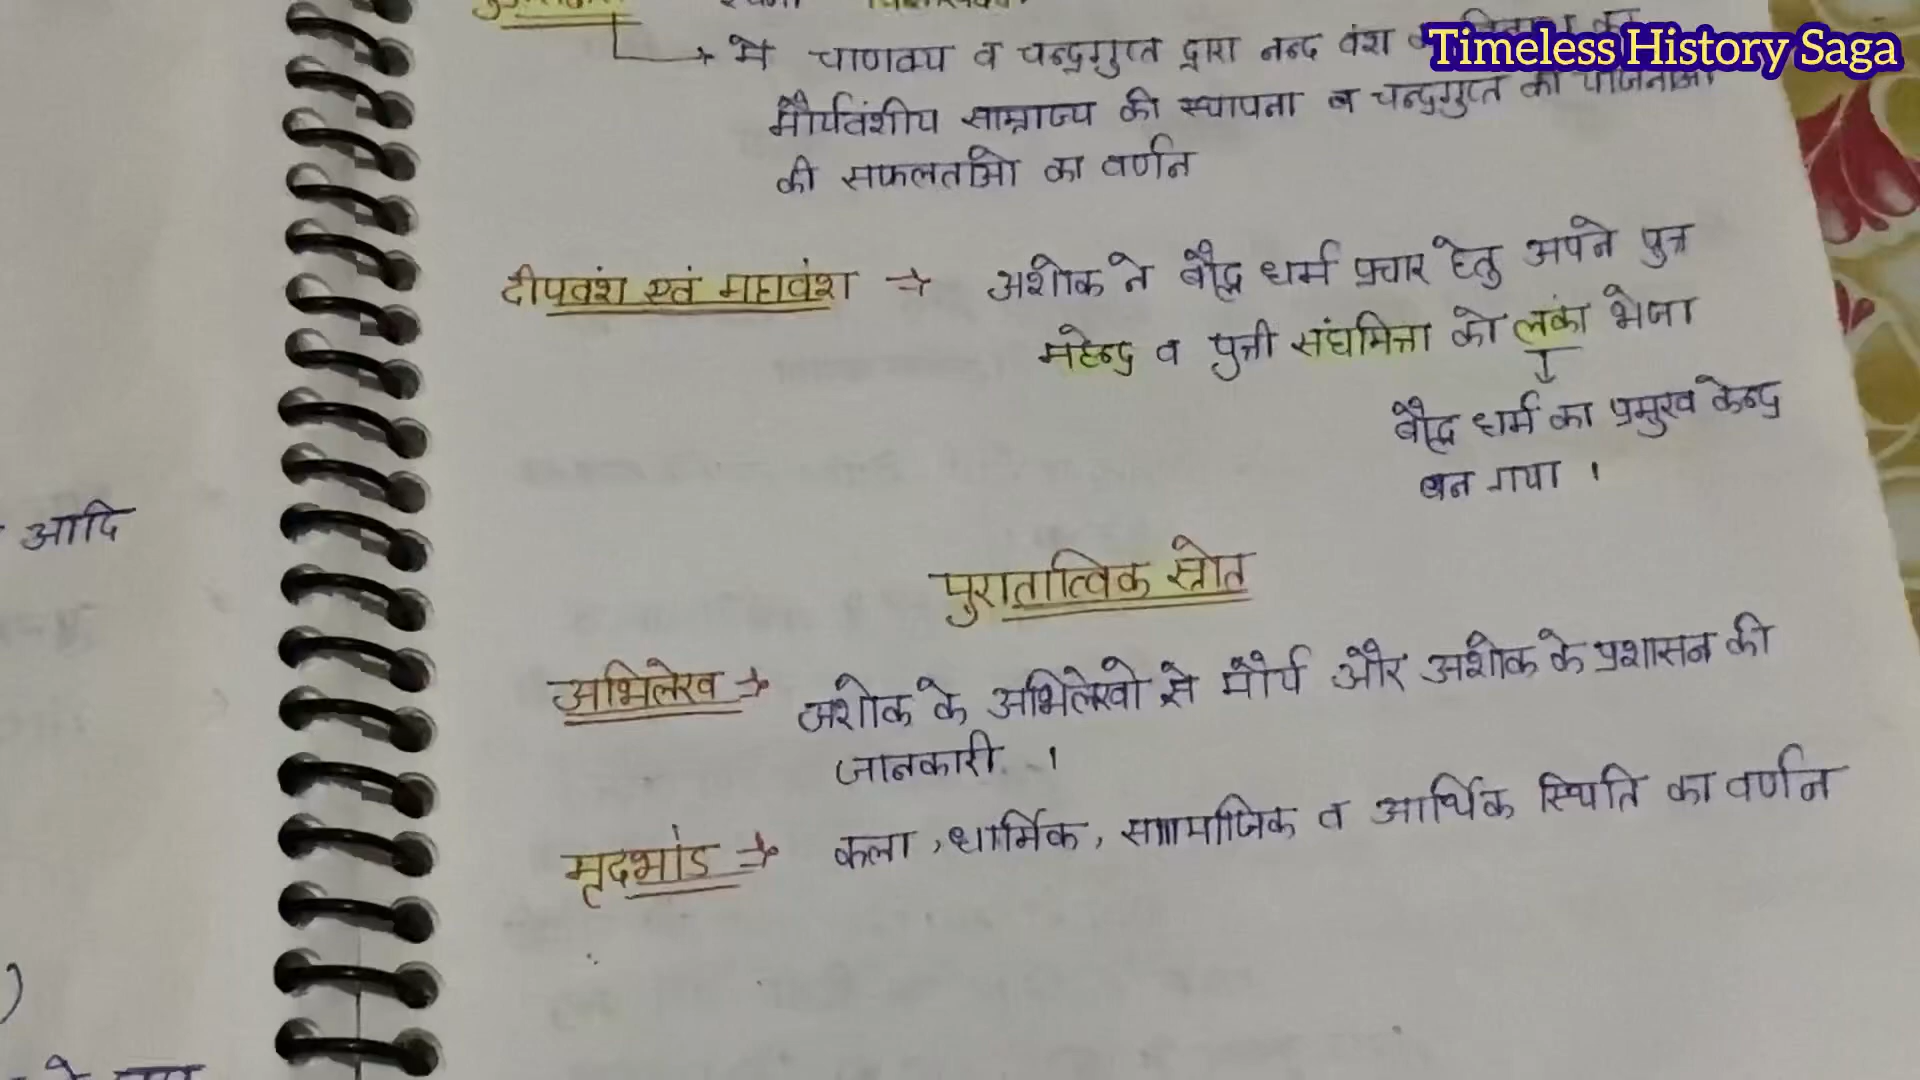 Timeless History Saga
में चाणक्य व चन्द्रगुप्त द्वारा नन्द वंश
मौर्यवंशीय साम्राज्य की स्थापना व चन्द्रगुप्त की योजनाओं
की सफलताओ का वर्णन
दीपवंश एवं महावंश → अशोक ने बौद्ध धर्म प्रचार हेतु अपने पुत्र
महेन्द्र व पुत्री संघमित्ता को लंका भेजा
↓
बौद्ध धर्म का प्रमुख केन्द्र
बन गया ।
आदि
पुरातात्विक स्त्रोत
अभिलेख → अशोक के अभिलेखो से मौर्य और अशोक के प्रशासन की
जानकारी ।
मृदभांड → कला , धार्मिक , सामाजिक व आर्थिक स्थिति का वर्णन